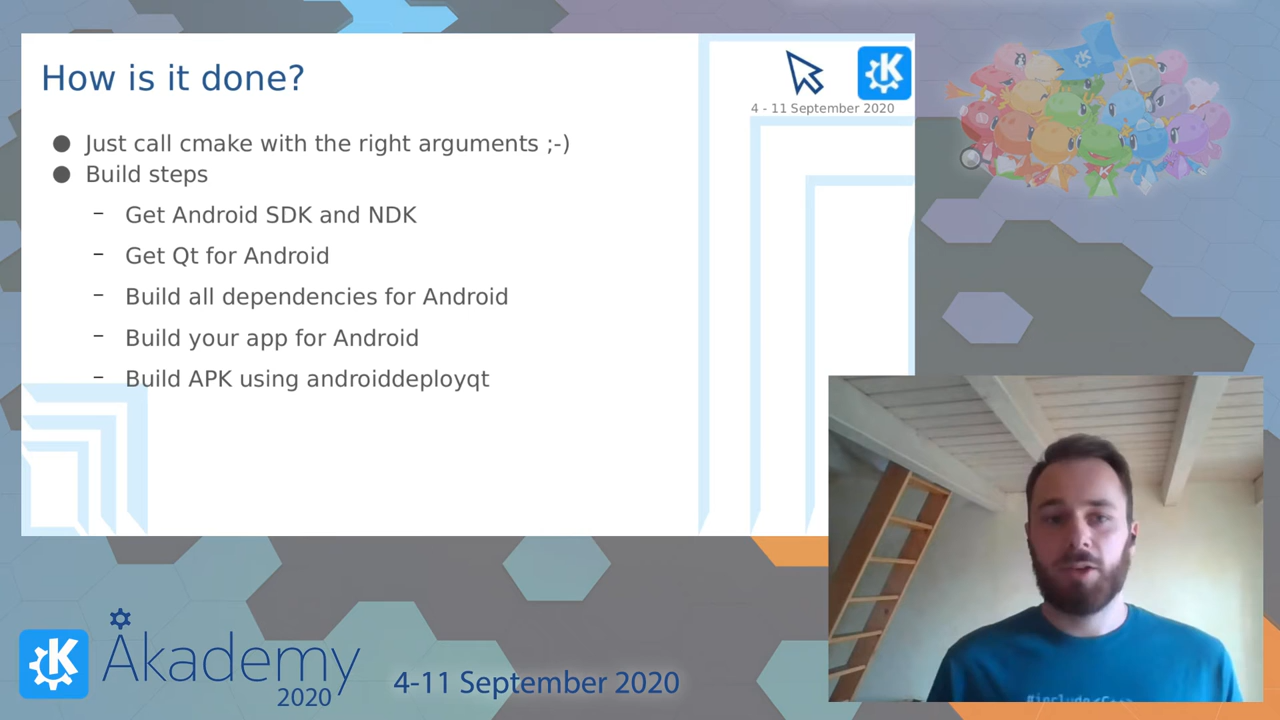 How is it done?
4 - 11 September 2020
● Just call cmake with the right arguments ;-)
● Build steps
– Get Android SDK and NDK
– Get Qt for Android
– Build all dependencies for Android
– Build your app for Android
– Build APK using androiddeployqt
Akademy
2020
4-11 September 2020
#include<C++>